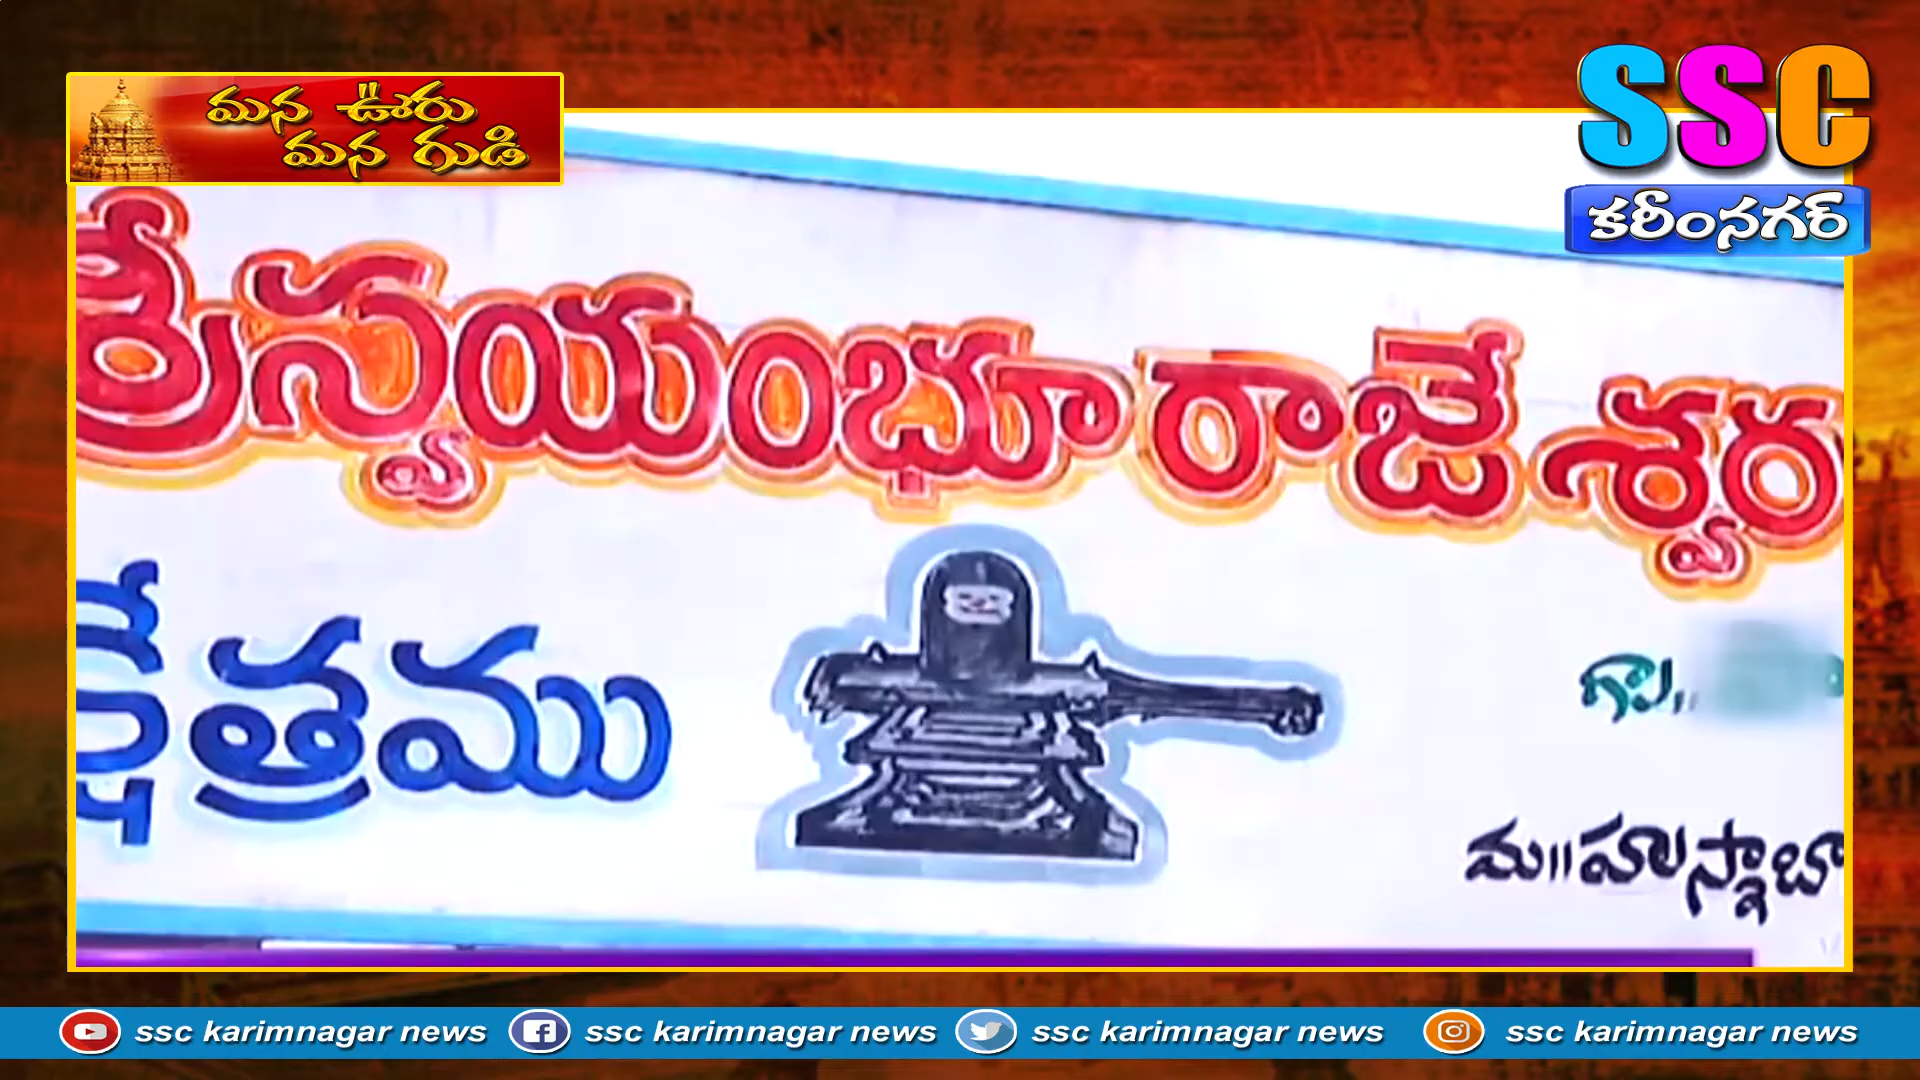 మన ఊరు
మన గుడి
SSC
కరీంనగర్
శ్రీ స్వయంభూ రాజేశ్వర
క్షేత్రము
గ్రా॥
మ॥హుస్నాబా
ssc karimnagar news
ssc karimnagar news
ssc karimnagar news
ssc karimnagar news